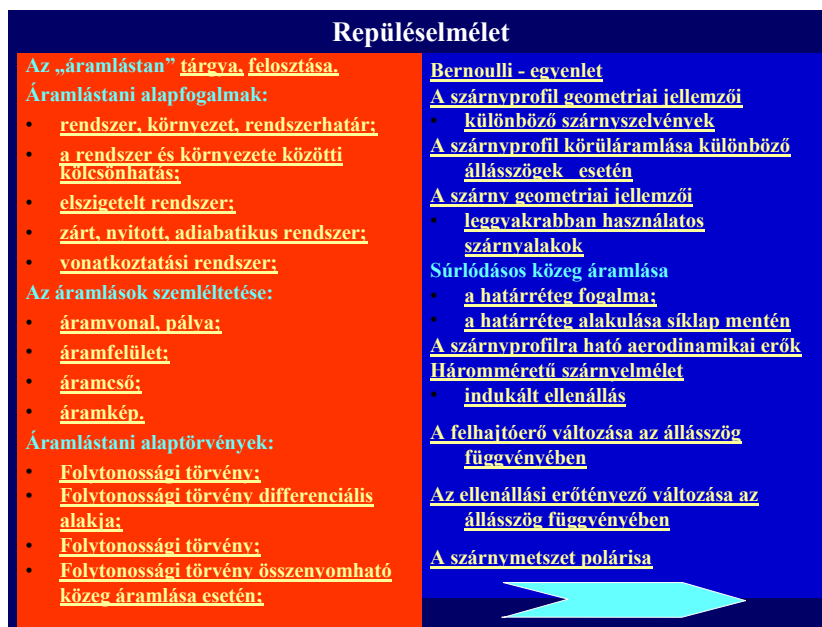 Repüléselmélet
Az „áramlástan” tárgya, felosztása.
Áramlástani alapfogalmak:
• rendszer, környezet, rendszerhatár;
• a rendszer és környezete közötti
kölcsönhatás;
• elszigetelt rendszer;
• zárt, nyitott, adiabatikus rendszer;
• vonatkoztatási rendszer;
Az áramlások szemléltetése:
• áramvonal, pálya;
• áramfelület;
• áramcső;
• áramkép.
Áramlástani alaptörvények:
• Folytonossági törvény;
• Folytonossági törvény differenciális
alakja;
• Folytonossági törvény;
• Folytonossági törvény összenyomható
közeg áramlása esetén;
Bernoulli - egyenlet
A szárnyprofil geometriai jellemzői
• különböző szárnyszelvények
A szárnyprofil körüláramlása különböző
állásszögek esetén
A szárny geometriai jellemzői
• leggyakrabban használatos
szárnyalakok
Súrlódásos közeg áramlása
• a határréteg fogalma;
• a határréteg alakulása síklap mentén
A szárnyprofilra ható aerodinamikai erők
Háromméretű szárnyelmélet
• indukált ellenállás
A felhajtóerő változása az állásszög
függvényében
Az ellenállási erőtényező változása az
állásszög függvényében
A szárnymetszet polárisa